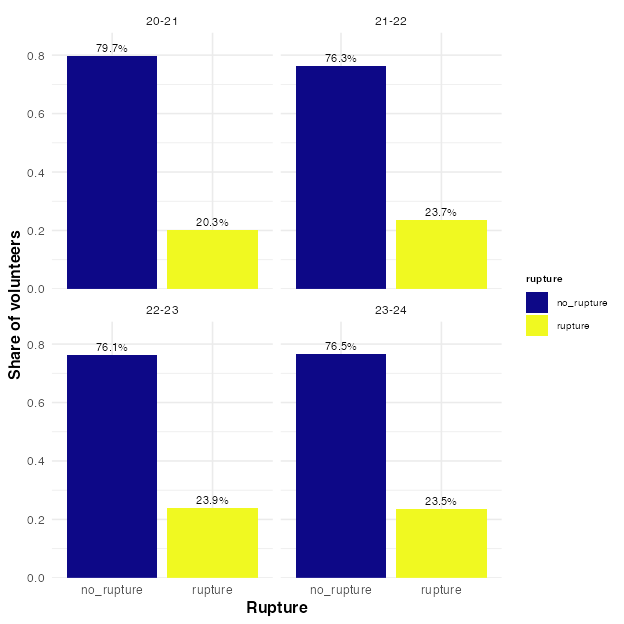 20-21
21-22
79.7%
76.3%
0.8
0.6
0.4
23.7%
20.3%
0.2
0.0
22-23
23-24
76.1%
76.5%
0.8
0.6
0.4
23.9%
23.5%
0.2
0.0
no_rupture
rupture
no_rupture
rupture
Rupture
Share of volunteers
rupture
no_rupture
rupture